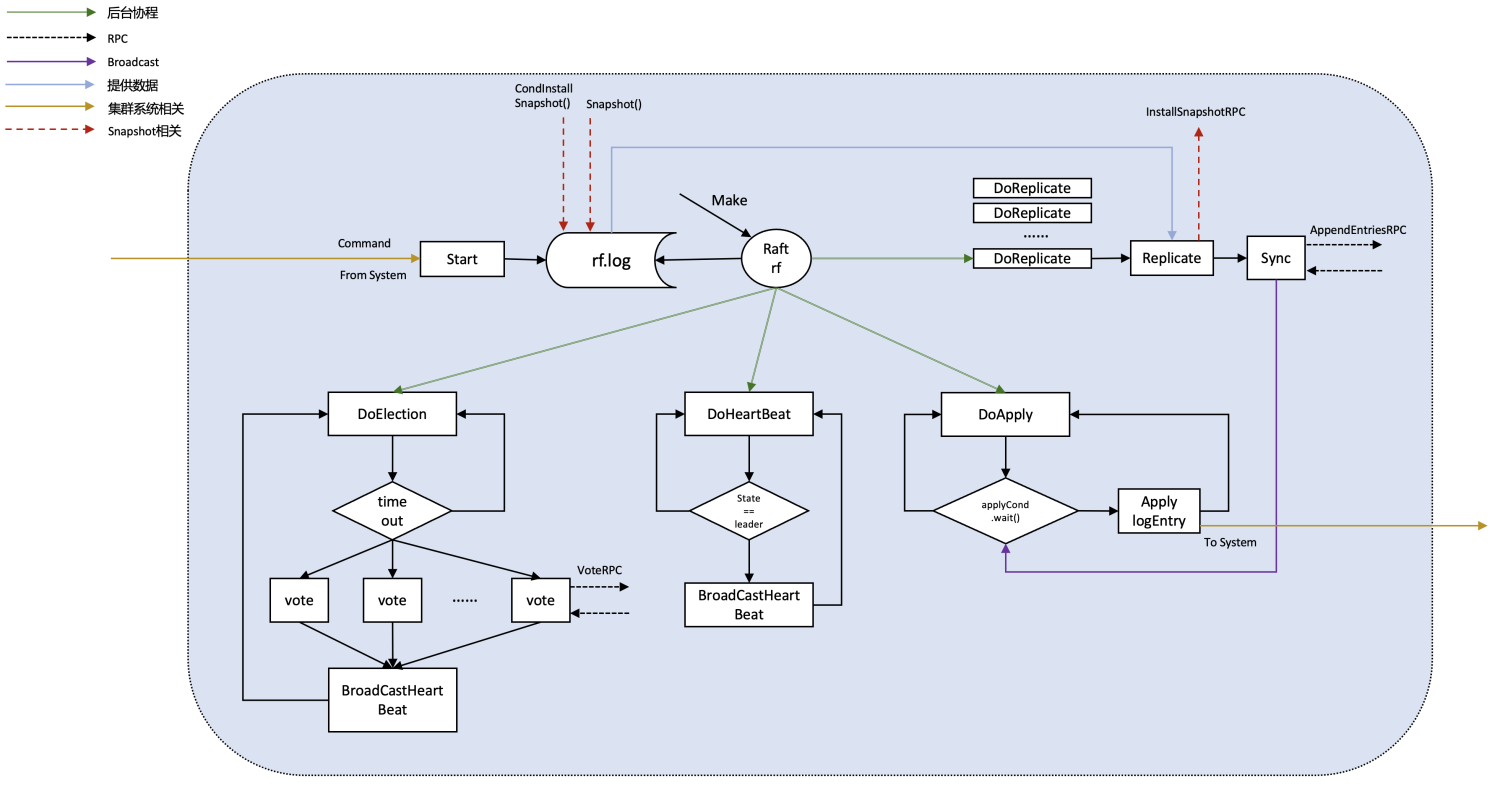 后台协程
RPC
Broadcast
提供数据
集群系统相关
Snapshot相关
CondInstall
Snapshot()
Snapshot()
InstallSnapshotRPC
Make
DoReplicate
DoReplicate
......
DoReplicate
Command
From System
Start
rf.log
Raft
rf
Replicate
Sync
AppendEntriesRPC
DoElection
DoHeartBeat
DoApply
time
out
State
==
leader
applyCond
.wait()
Apply
logEntry
To System
vote
vote
......
vote
VoteRPC
BroadCastHeart
Beat
BroadCastHeart
Beat